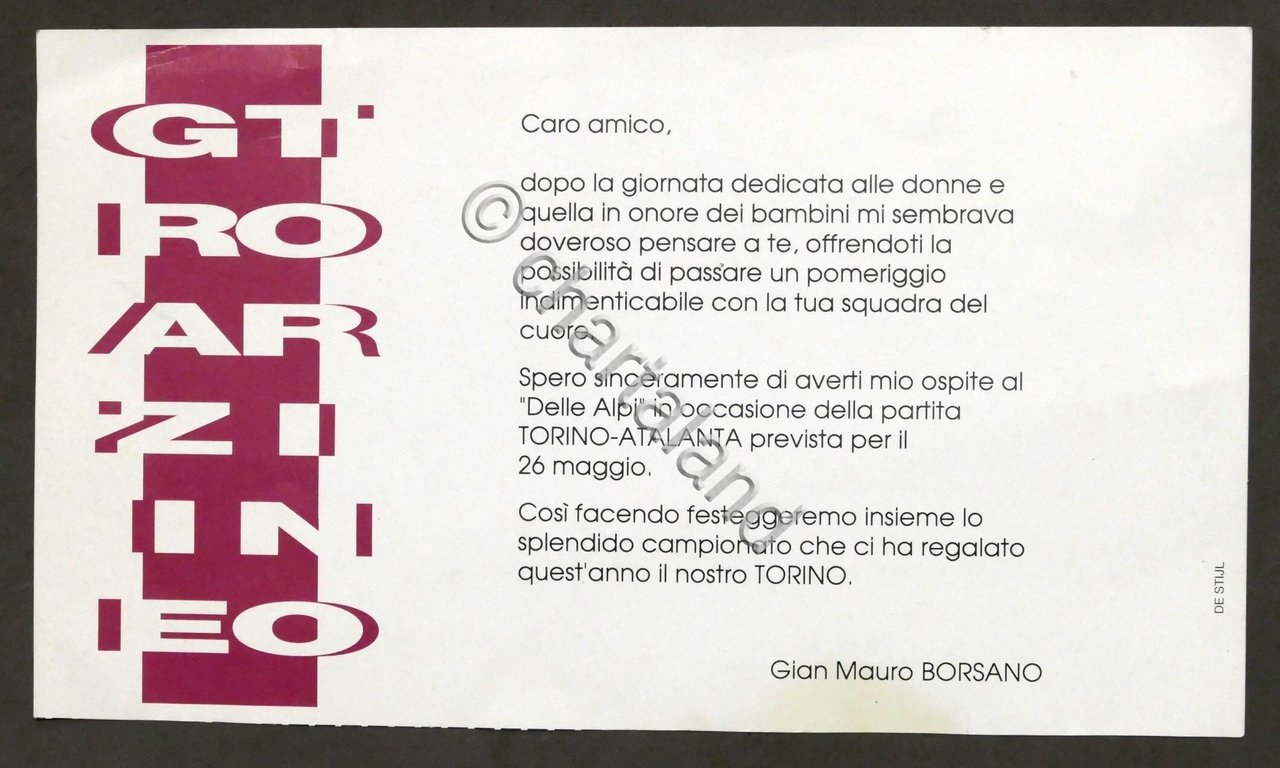 GT
RO
AR
ZI
IN
EO
Caro amico,
dopo la giornata dedicata alle donne e
quella in onore dei bambini mi sembrava
doveroso pensare a te, offrendoti la
possibilità di passare un pomeriggio
indimenticabile con la tua squadra del
cuore.
Spero sinceramente di averti mio ospite al
"Delle Alpi" in occasione della partita
TORINO-ATALANTA prevista per il
26 maggio.
Così facendo festeggeremo insieme lo
splendido campionato che ci ha regalato
quest'anno il nostro TORINO.
Gian Mauro BORSANO
DE STIJL
© chartaland